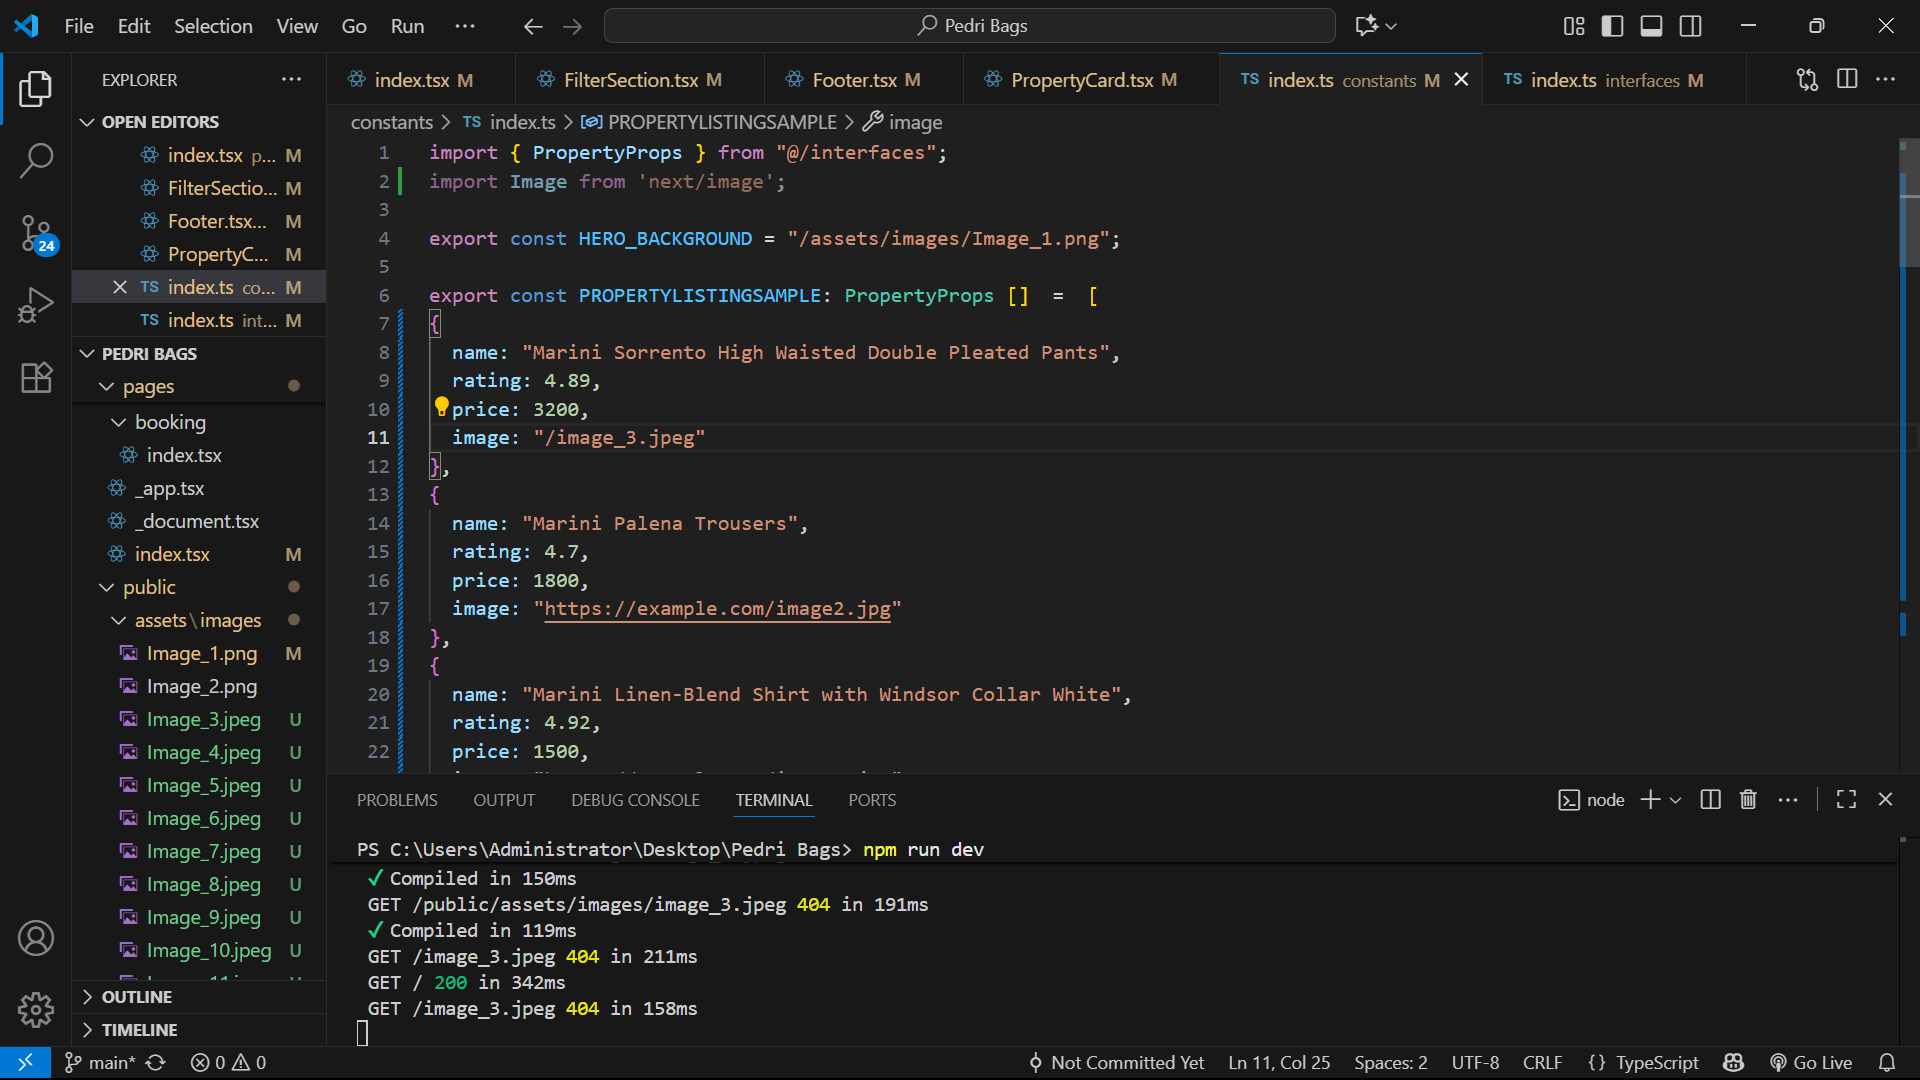 File Edit Selection View Go Run ··· Pedri Bags
EXPLORER ···
index.tsx M FilterSection.tsx M Footer.tsx M PropertyCard.tsx M TS index.ts constants M TS index.ts interfaces M ···
OPEN EDITORS
index.tsx p... M
FilterSectio... M
Footer.tsx... M
PropertyC... M
TS index.ts co... M
TS index.ts int... M
PEDRI BAGS
pages
booking
index.tsx
_app.tsx
_document.tsx
index.tsx M
public
assets\images
Image_1.png M
Image_2.png
Image_3.jpeg U
Image_4.jpeg U
Image_5.jpeg U
Image_6.jpeg U
Image_7.jpeg U
Image_8.jpeg U
Image_9.jpeg U
Image_10.jpeg U
OUTLINE
TIMELINE
24
constants > TS index.ts > PROPERTYLISTINGSAMPLE > image
1 import { PropertyProps } from "@/interfaces";
2 import Image from 'next/image';
3
4 export const HERO_BACKGROUND = "/assets/images/Image_1.png";
5
6 export const PROPERTYLISTINGSAMPLE: PropertyProps [] = [
7 {
8 name: "Marini Sorrento High Waisted Double Pleated Pants",
9 rating: 4.89,
10 price: 3200,
11 image: "/image_3.jpeg"
12 },
13 {
14 name: "Marini Palena Trousers",
15 rating: 4.7,
16 price: 1800,
17 image: "https://example.com/image2.jpg"
18 },
19 {
20 name: "Marini Linen-Blend Shirt with Windsor Collar White",
21 rating: 4.92,
22 price: 1500,
PROBLEMS OUTPUT DEBUG CONSOLE TERMINAL PORTS node ···
PS C:\Users\Administrator\Desktop\Pedri Bags> npm run dev
✓ Compiled in 150ms
GET /public/assets/images/image_3.jpeg 404 in 191ms
✓ Compiled in 119ms
GET /image_3.jpeg 404 in 211ms
GET / 200 in 342ms
GET /image_3.jpeg 404 in 158ms
main* 0 0 Not Committed Yet Ln 11, Col 25 Spaces: 2 UTF-8 CRLF {} TypeScript Go Live